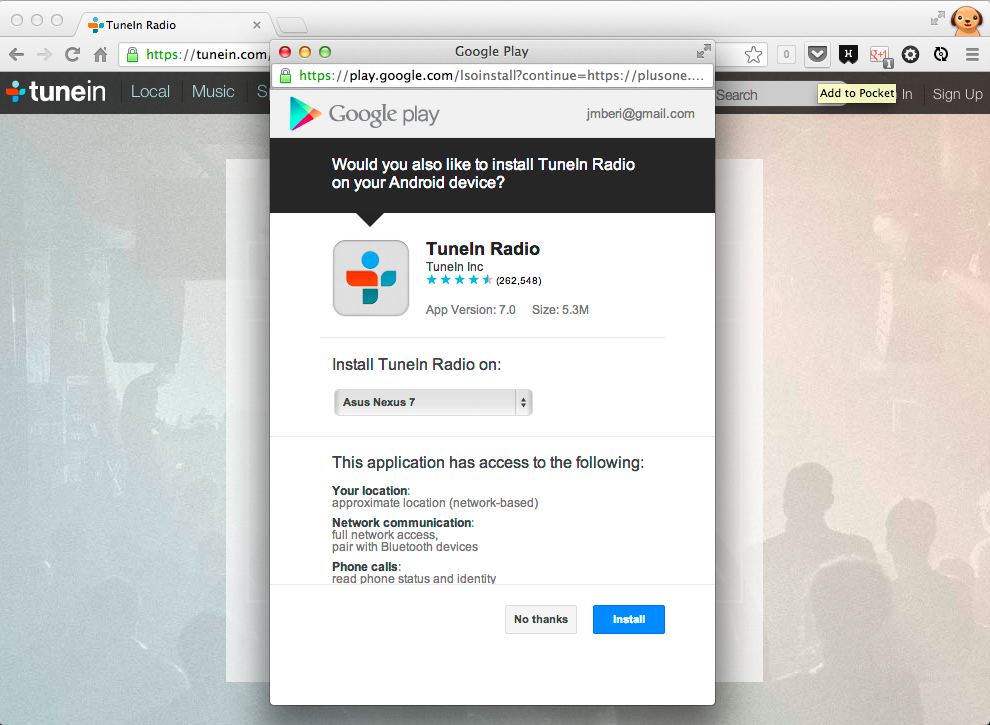 TuneIn Radio
https://tunein.com
0
1
Add to Pocket
tunein
Local
Music
Sp
Search
In
Sign Up
Google Play
https://play.google.com/lsoinstall?continue=https://plusone....
Google play
jmberi@gmail.com
Would you also like to install TuneIn Radio
on your Android device?
TuneIn Radio
TuneIn Inc
(262,548)
App Version: 7.0 Size: 5.3M
Install TuneIn Radio on:
Asus Nexus 7
This application has access to the following:
Your location:
approximate location (network-based)
Network communication:
full network access,
pair with Bluetooth devices
Phone calls:
read phone status and identity
No thanks
Install